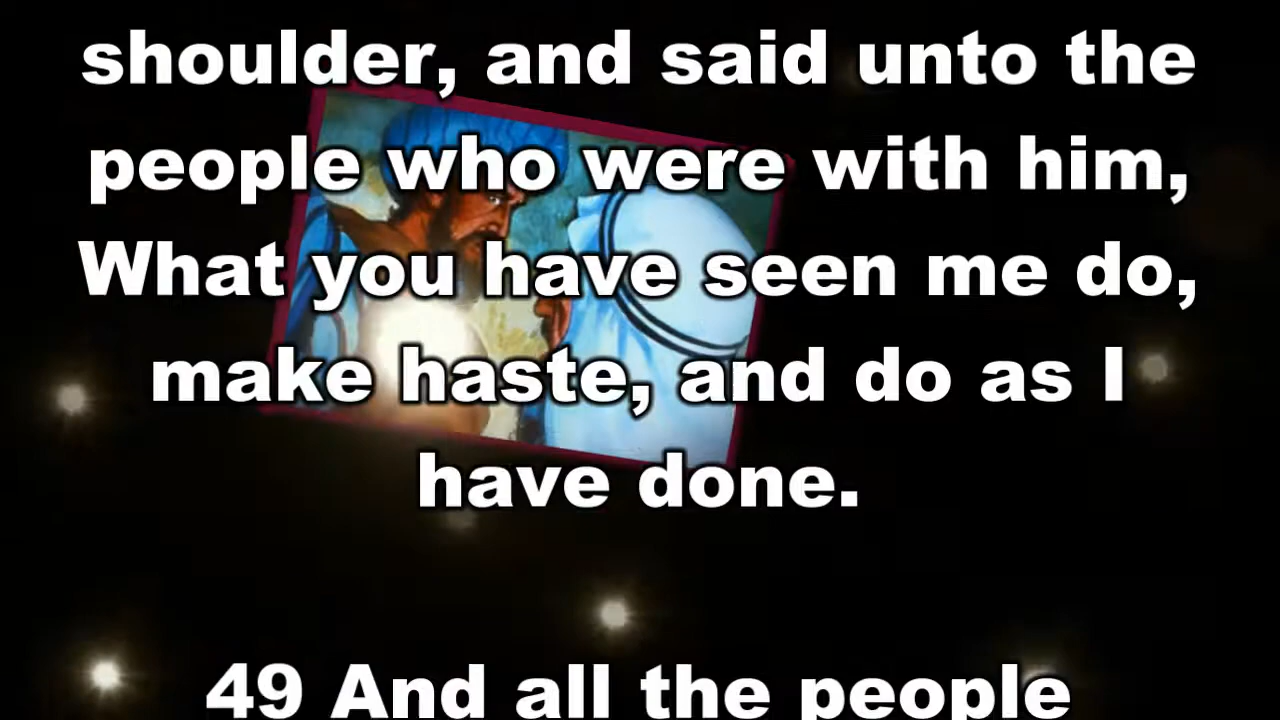 shoulder, and said unto the
people who were with him,
What you have seen me do,
make haste, and do as I
have done.
49 And all the people